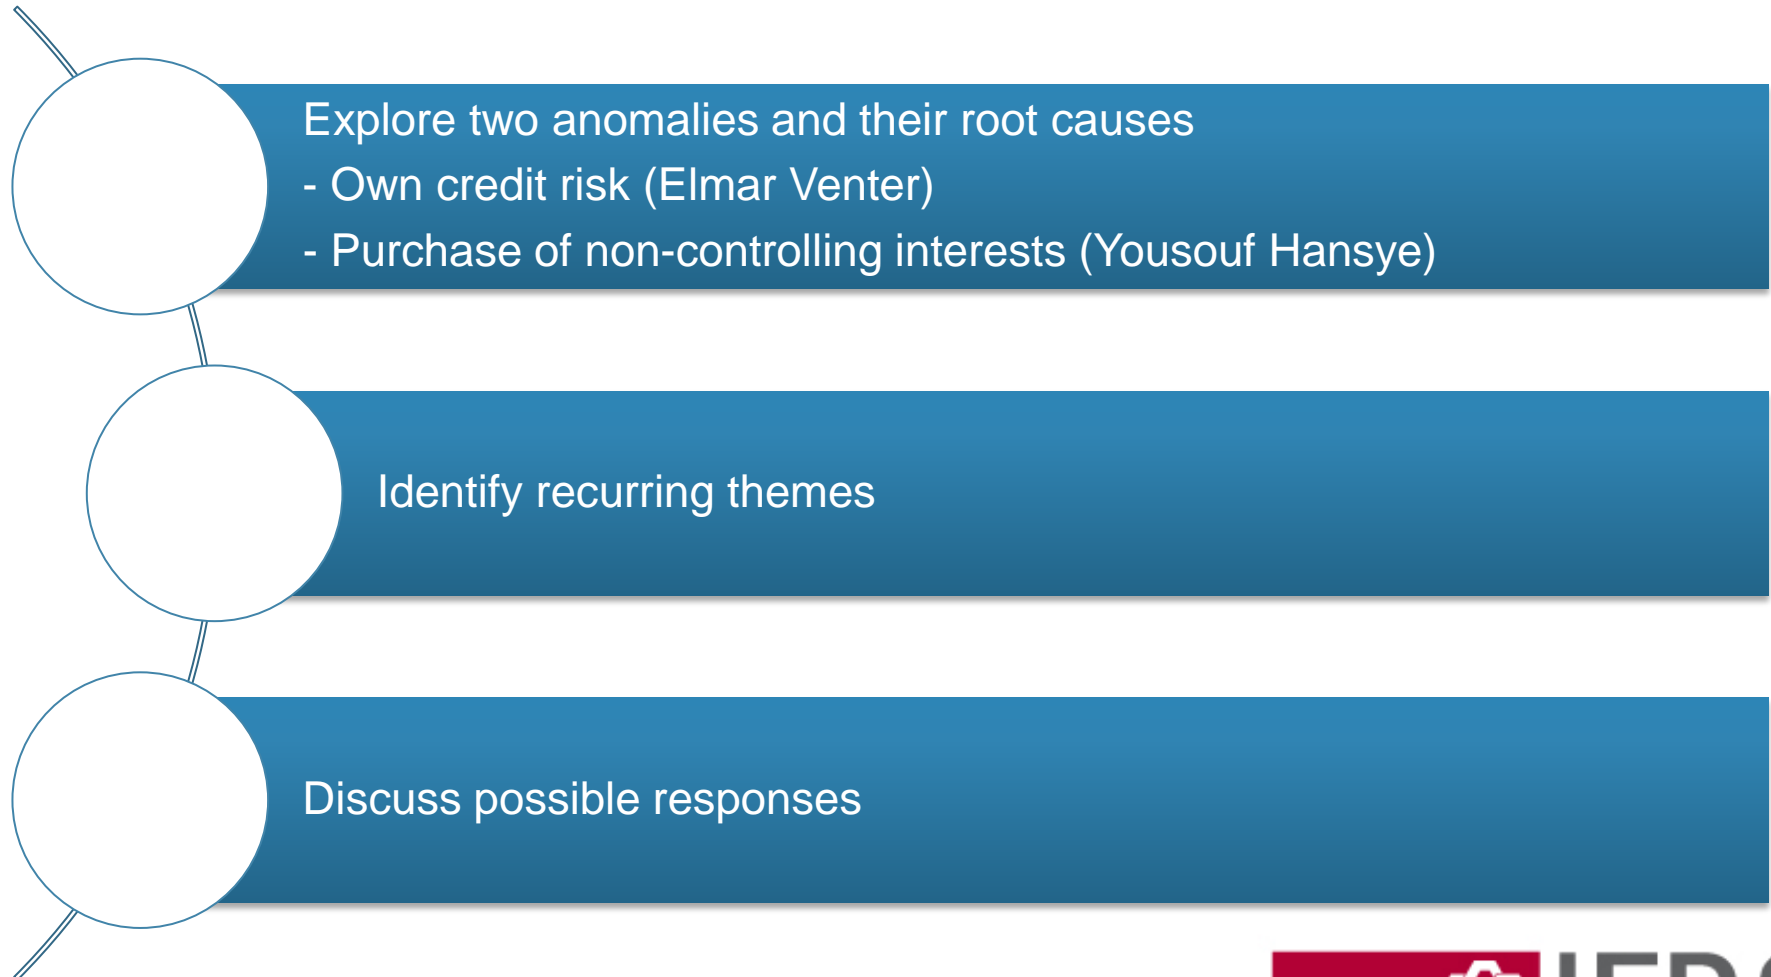 Explore two anomalies and their root causes
- Own credit risk (Elmar Venter)
- Purchase of non-controlling interests (Yousouf Hansye)
Identify recurring themes
Discuss possible responses